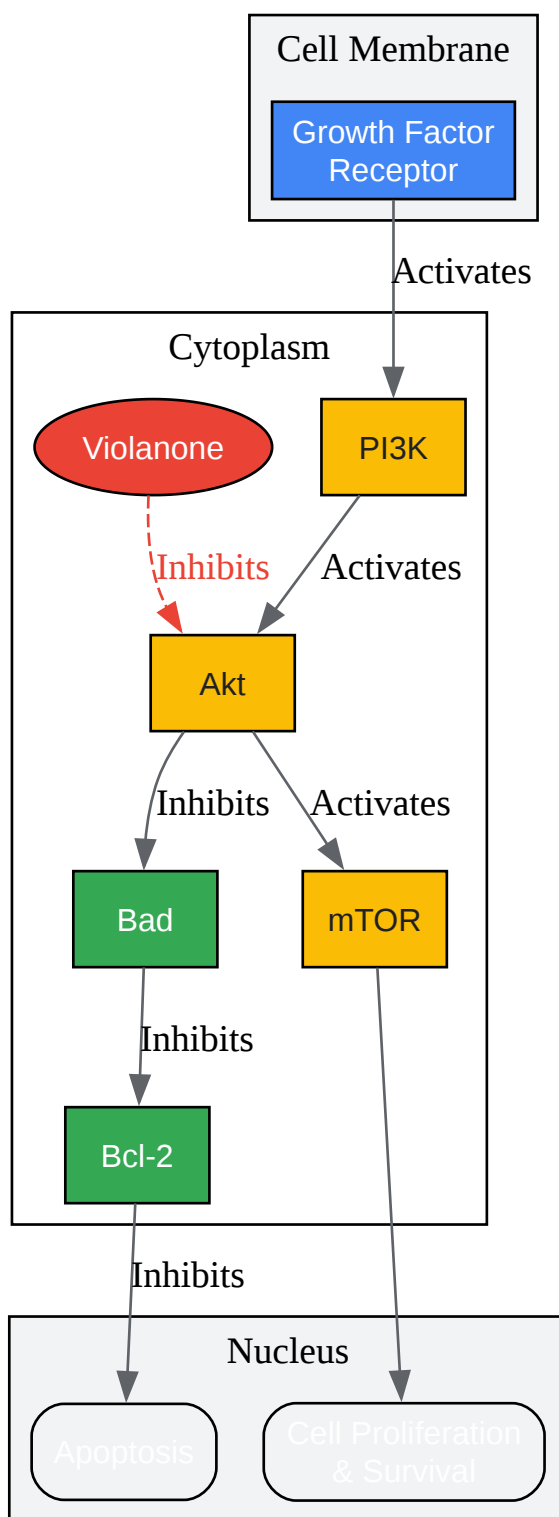 Cell Membrane
Growth Factor
Receptor
Activates
Cytoplasm
Violanone
PI3K
Inhibits
Activates
Akt
Inhibits
Activates
Bad
mTOR
Inhibits
Bcl-2
Inhibits
Nucleus
Apoptosis
Cell Proliferation
& Survival